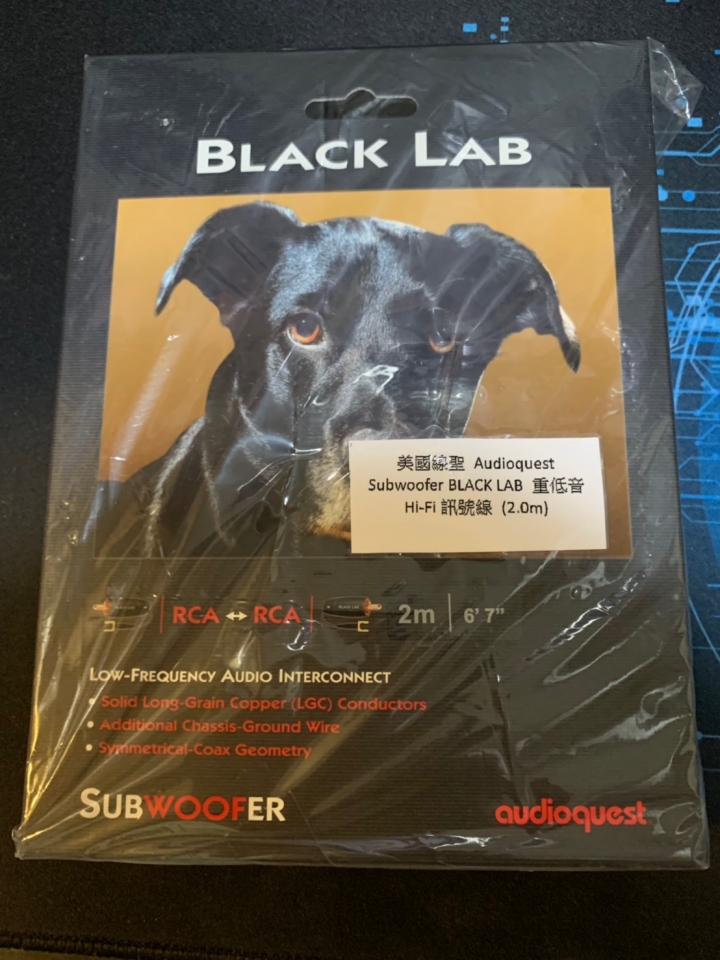 BLACK LAB
美國線聖 Audioquest
Subwoofer BLACK LAB 重低音
Hi-Fi 訊號線 (2.0m)
RCA ↔ RCA BLACK LAB 2m 6' 7"
LOW-FREQUENCY AUDIO INTERCONNECT
• Solid Long-Grain Copper (LGC) Conductors
• Additional Chassis-Ground Wire
• Symmetrical-Coax Geometry
SUBWOOFER audioquest